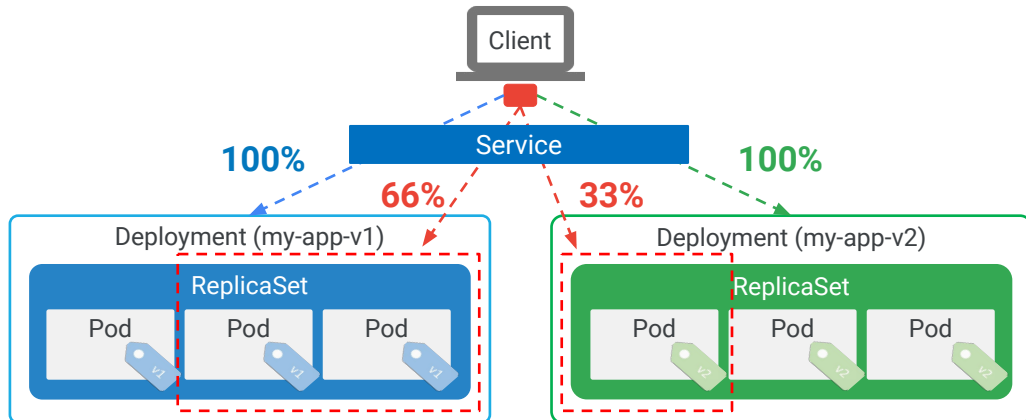 Client
Service
100%
66%
33%
100%
Deployment (my-app-v1)
ReplicaSet
Pod
v1
Pod
v1
Pod
v1
Deployment (my-app-v2)
ReplicaSet
Pod
v2
Pod
v2
Pod
v2